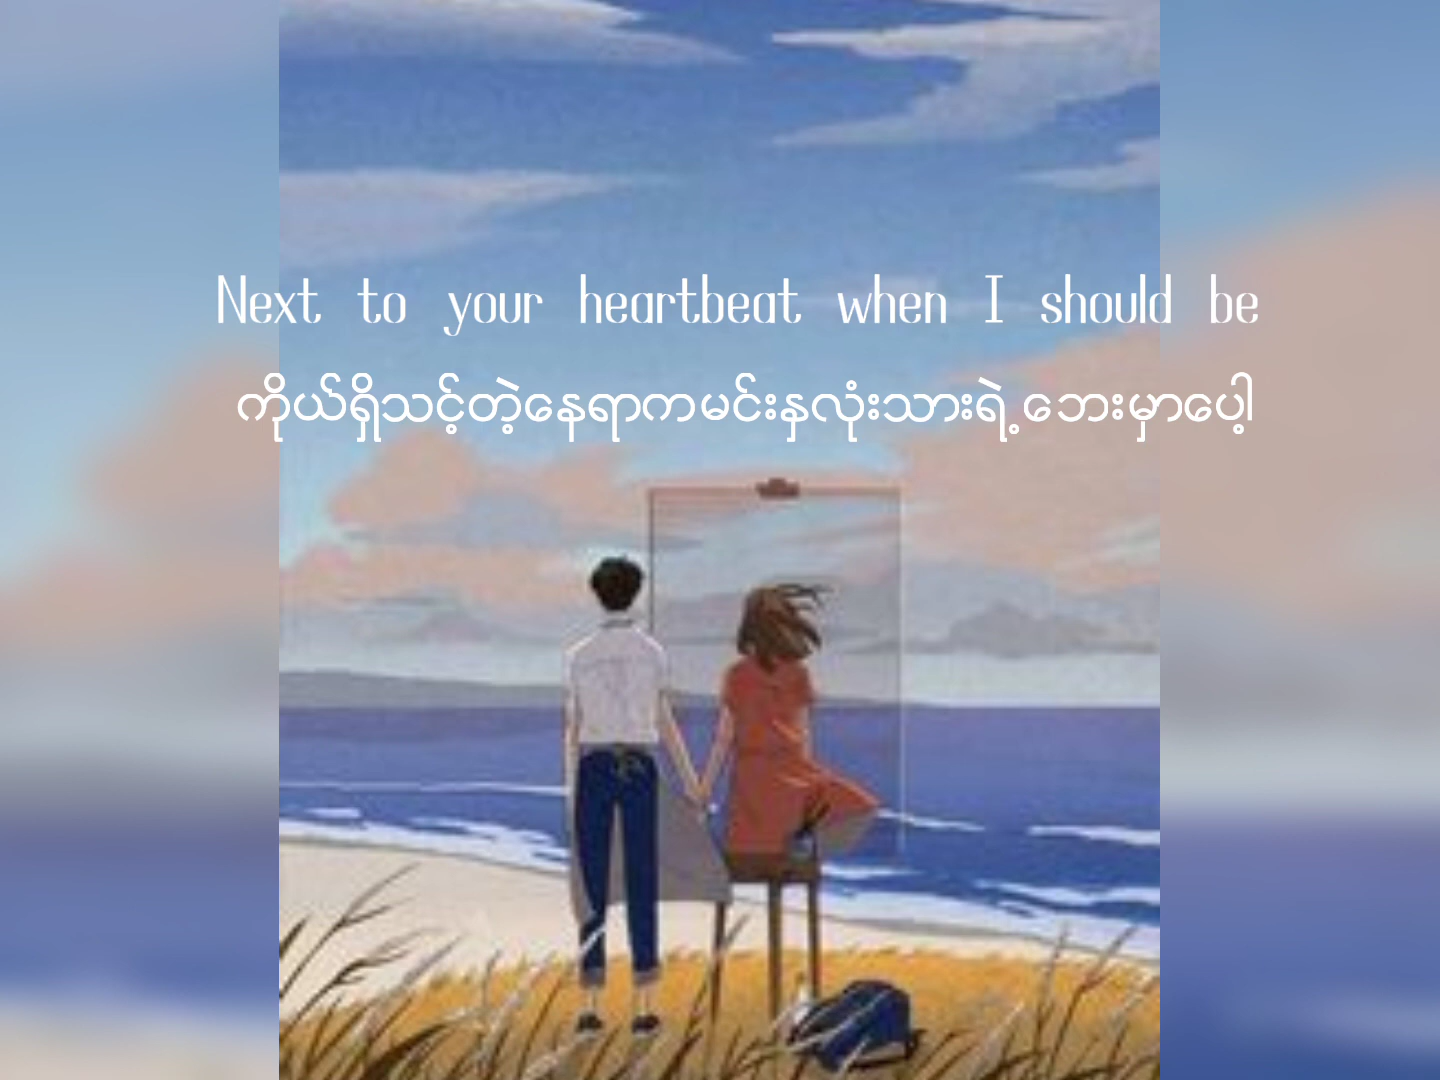 Next to your heartbeat when I should be
ကိုယ်ရှိသင့်တဲ့နေရာကမင်းနှလုံးသားရဲ့ဘေးမှာပေါ့